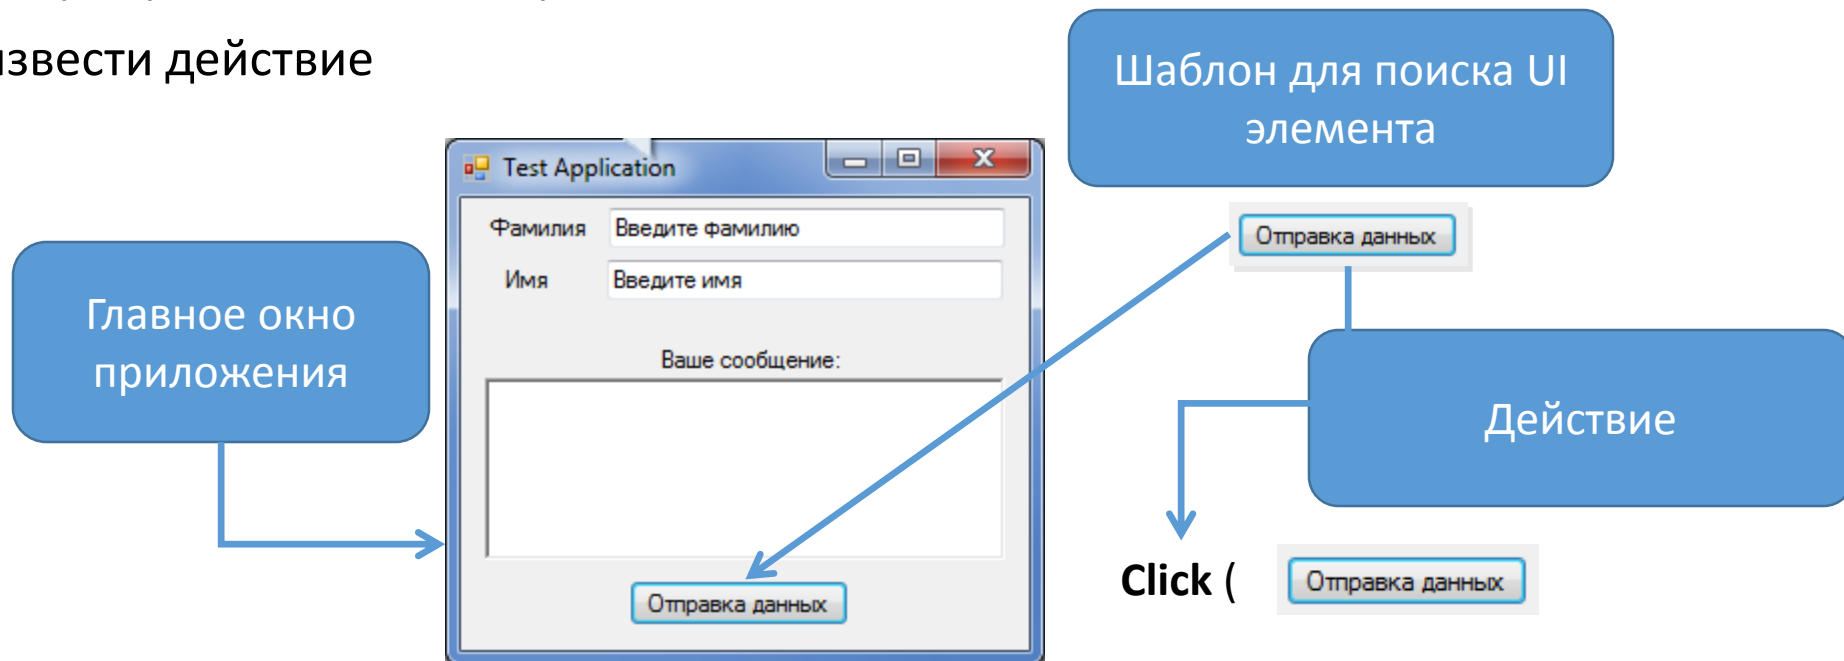 извести действие
Шаблон для поиска UI
элемента
Test Application
Фамилия Введите фамилию
Имя Введите имя
Ваше сообщение:
Отправка данных
Главное окно
приложения
Отправка данных
Действие
Click (
Отправка данных